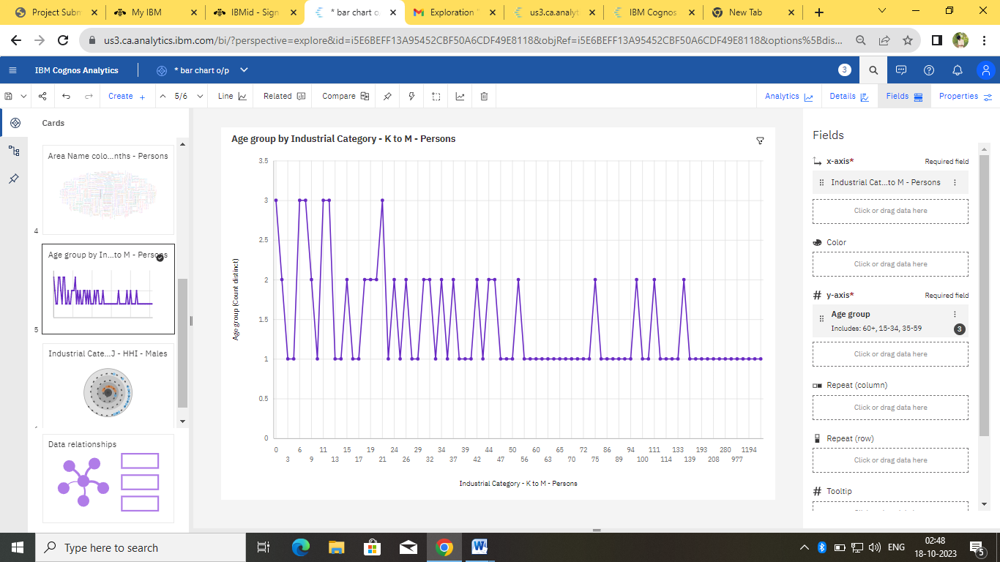 Project Subm
My IBM
IBMid - Sign
* bar chart o/
Exploration "
us3.ca.analyt
IBM Cognos
New Tab
us3.ca.analytics.ibm.com/bi/?perspective=explore&id=i5E6BEFF13A95452CBF50A6CDF49E8118&objRef=i5E6BEFF13A95452CBF50A6CDF49E8118&options%5Bdis...
IBM Cognos Analytics
* bar chart o/p
3
Create +
5/6
Line
Related
Compare
Analytics
Details
Fields
Properties
Cards
Area Name colo...nths - Persons
4
Age group by In...to M - Persons
5
Industrial Cate...J - HHI - Males
Data relationships
Age group by Industrial Category - K to M - Persons
3.5
3
2.5
2
1.5
1
0.5
0
Age group (Count distinct)
0 6 11 15 19 24 29 34 39 44 50 60 65 72 86 94 111 133 193 280 1194
3 9 13 17 21 26 32 37 42 47 56 63 70 75 89 100 114 139 208 977
Industrial Category - K to M - Persons
Fields
x-axis* Required field
Industrial Cat...to M - Persons
Click or drag data here
Color
Click or drag data here
y-axis* Required field
Age group
Includes: 60+, 15-34, 35-59 3
Click or drag data here
Repeat (column)
Click or drag data here
Repeat (row)
Click or drag data here
Tooltip
Type here to search
ENG
02:48
18-10-2023
5